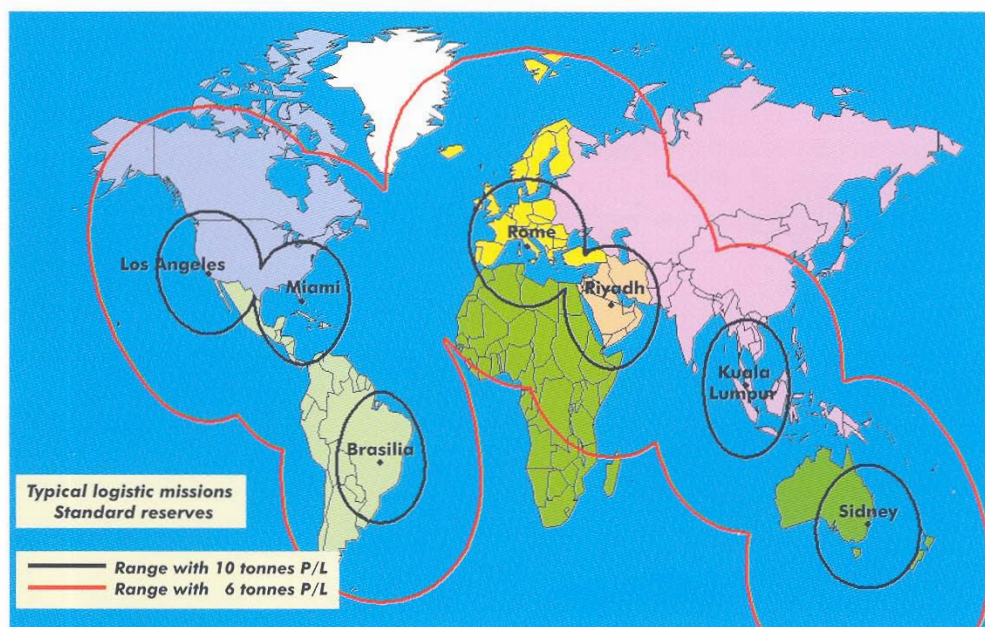 Rome
Los Angeles
Miami
Riyadh
Kuala
Lumpur
Brasilia
Sidney
Typical logistic missions
Standard reserves
Range with 10 tonnes P/L
Range with 6 tonnes P/L